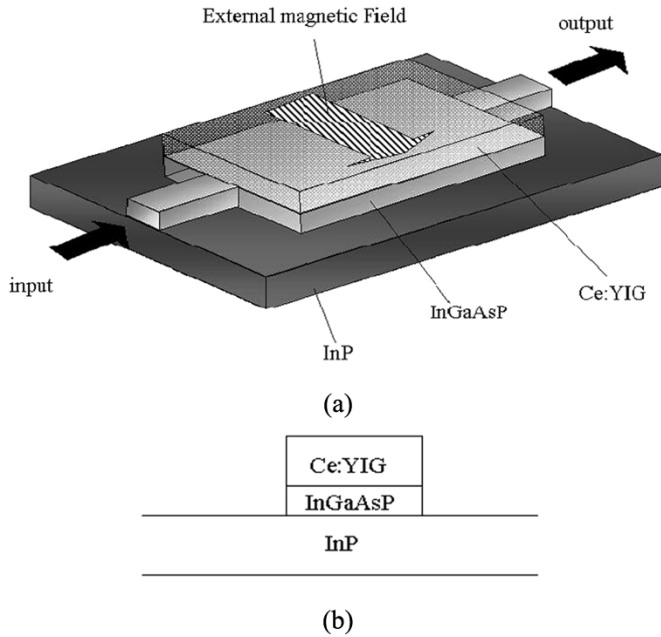 External magnetic Field
output
input
Ce:YIG
InGaAsP
InP
(a)
Ce:YIG
InGaAsP
InP
(b)